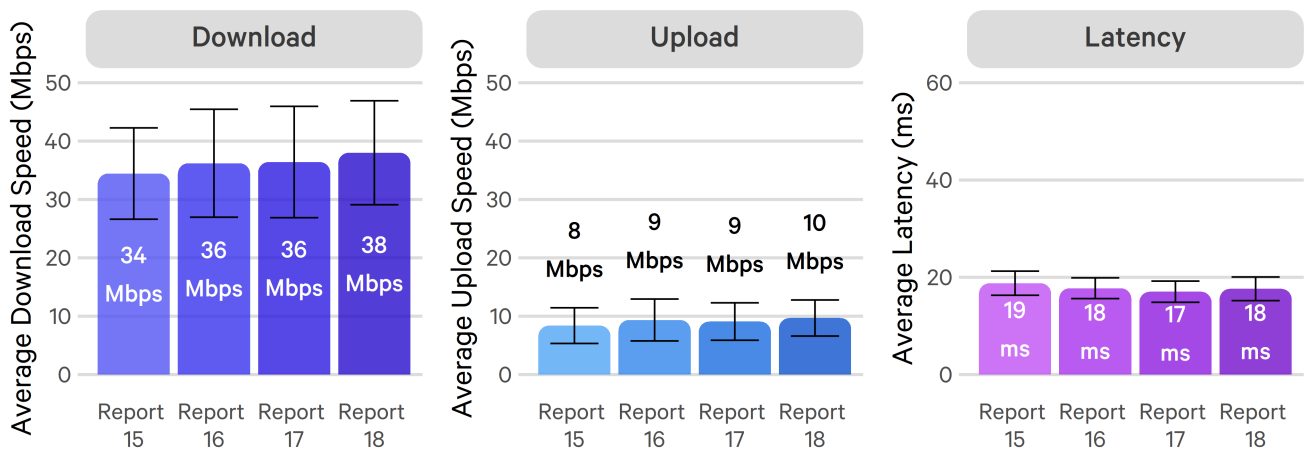 Download
Average Download Speed (Mbps)
50
40
30
20
10
0
34
Mbps
36
Mbps
36
Mbps
38
Mbps
Report
15
Report
16
Report
17
Report
18
Upload
Average Upload Speed (Mbps)
50
40
30
20
10
0
8
Mbps
9
Mbps
9
Mbps
10
Mbps
Report
15
Report
16
Report
17
Report
18
Latency
Average Latency (ms)
60
40
20
0
19
ms
18
ms
17
ms
18
ms
Report
15
Report
16
Report
17
Report
18